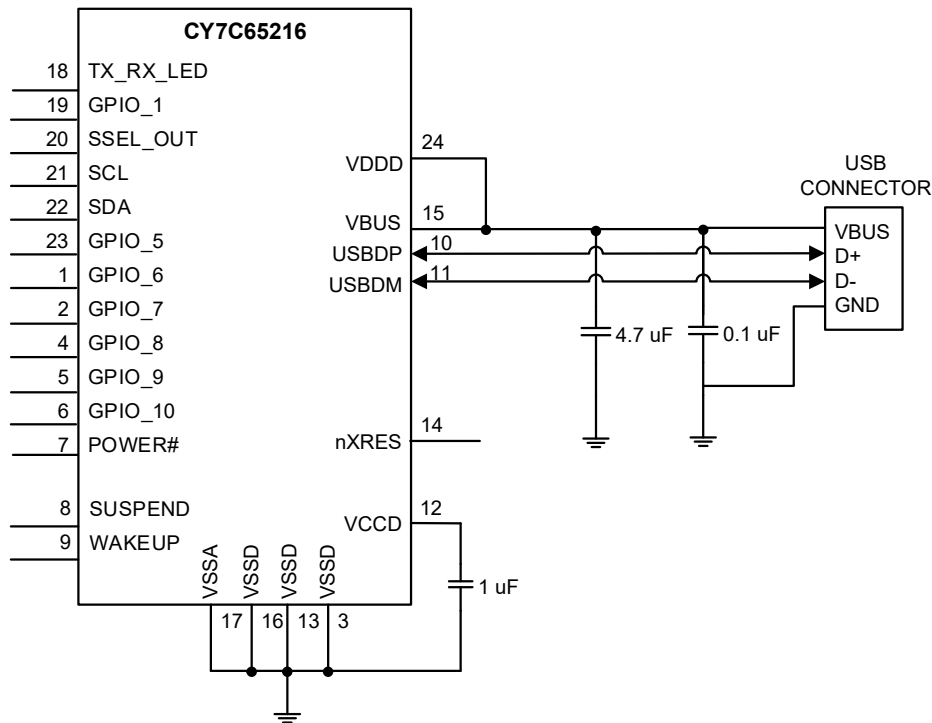 CY7C65216
18 TX_RX_LED
19 GPIO_1
20 SSEL_OUT
21 SCL
22 SDA
23 GPIO_5
1 GPIO_6
2 GPIO_7
4 GPIO_8
5 GPIO_9
6 GPIO_10
7 POWER#
8 SUSPEND
9 WAKEUP
VDDD 24
VBUS 15
USBDP 10
USBDM 11
nXRES 14
VCCD 12
VSSA
VSSD
VSSD
VSSD
17 16 13 3
1 uF
4.7 uF
0.1 uF
USB
CONNECTOR
VBUS
D+
D-
GND